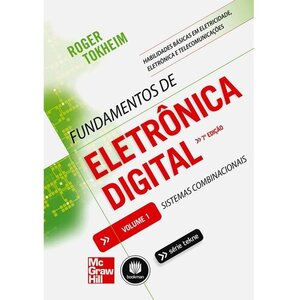 ROGER
TOKHEIM
HABILIDADES BÁSICAS EM ELETRICIDADE,
ELETRÔNICA E TELECOMUNICAÇÕES
FUNDAMENTOS DE
ELETRÔNICA
DIGITAL
>> 7ª EDIÇÃO
>> VOLUME 1
SISTEMAS COMBINACIONAIS
>> série tekne
Mc
Graw
Hill
bookman